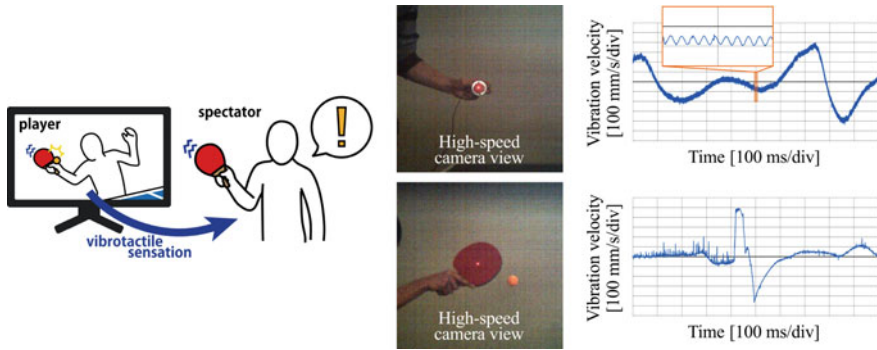 player
spectator
!
vibrotactile
sensation
High-speed
camera view
Vibration velocity
[100 mm/s/div]
Time [100 ms/div]
High-speed
camera view
Vibration velocity
[100 mm/s/div]
Time [100 ms/div]